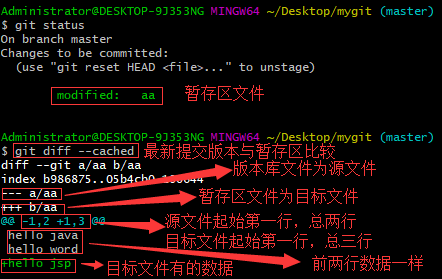 Administrator@DESKTOP-9J353NG MINGW64 ~/Desktop/mygit (master)
$ git status
On branch master
Changes to be committed:
(use "git reset HEAD <file>..." to unstage)
modified: aa 暂存区文件
Administrator@DESKTOP-9J353NG MINGW64 ~/Desktop/mygit (master)
$ git diff --cached 最新提交版本与暂存区比较
diff --git a/aa b/aa 版本库文件为源文件
index b986875..05b4cb0 100644
--- a/aa
+++ b/aa 暂存区文件为目标文件
@@ -1,2 +1,3 @@ 源文件起始第一行，总两行
hello java 目标文件起始第一行，总三行
hello word 前两行数据一样
+hello jsp 目标文件有的数据